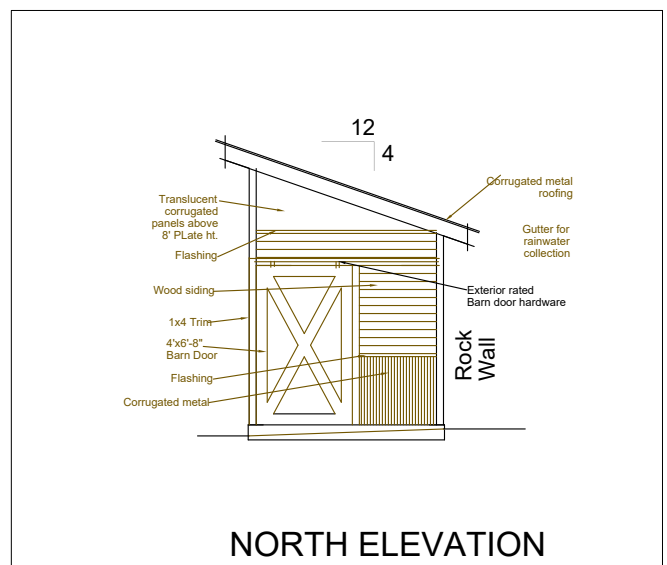 12
4
Corrugated metal
roofing
Translucent
corrugated
panels above
8' PLate ht.
Gutter for
rainwater
collection
Flashing
Wood siding
Exterior rated
Barn door hardware
1x4 Trim
4'x6'-8"
Barn Door
Rock
Wall
Flashing
Corrugated metal
NORTH ELEVATION